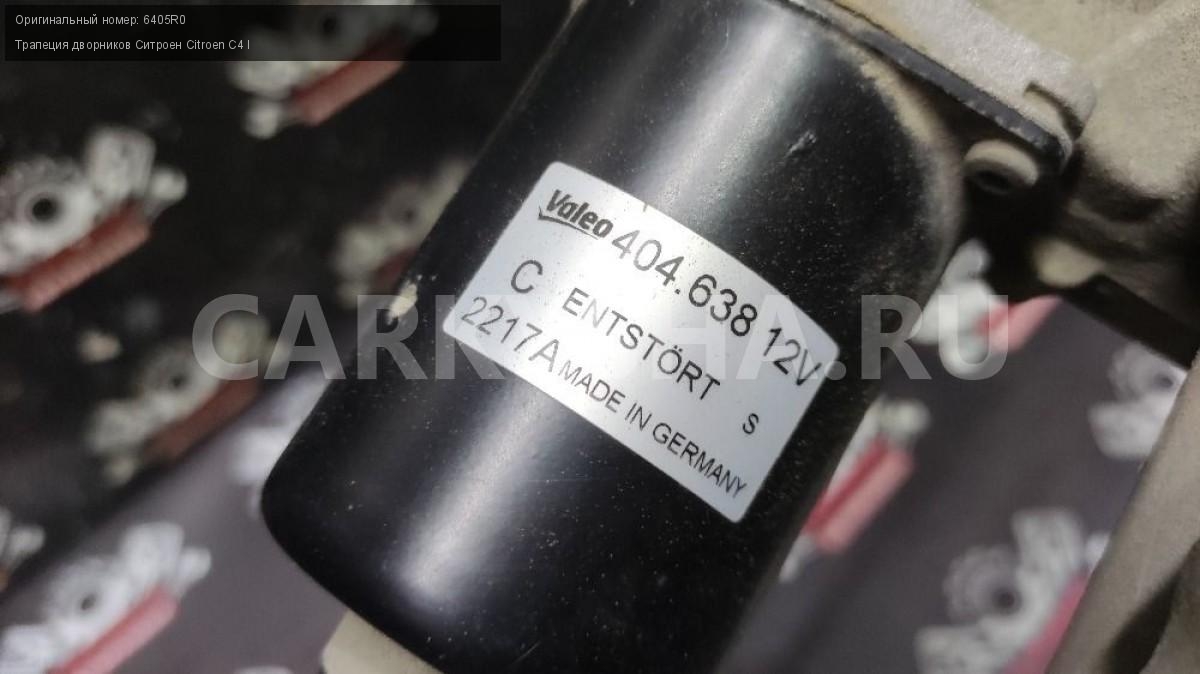 Оригинальный номер: 6405R0
Трапеция дворников Ситроен Citroen C4 I
Valeo 404.638 12V
C ENTSTÖRT S
2217A MADE IN GERMANY